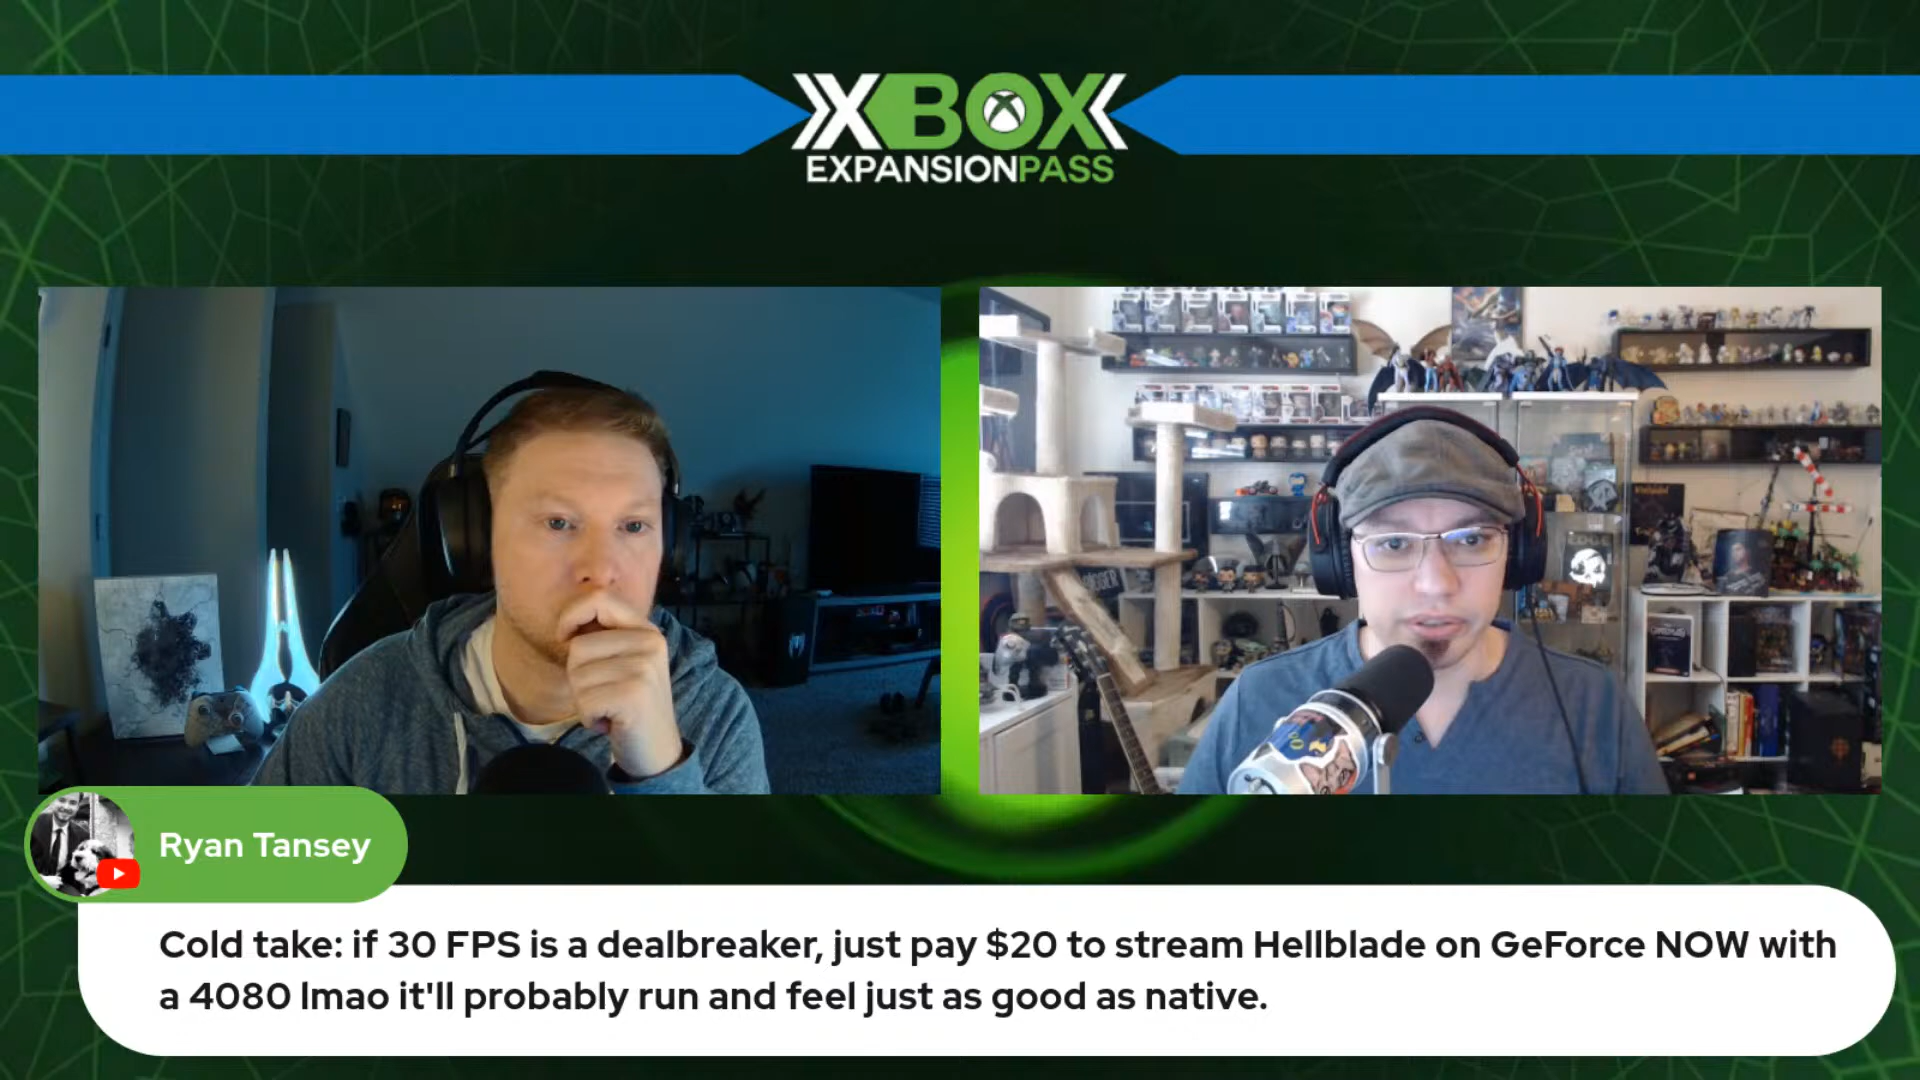 XBOX
EXPANSIONPASS
Ryan Tansey
Cold take: if 30 FPS is a dealbreaker, just pay $20 to stream Hellblade on GeForce NOW with
a 4080 lmao it'll probably run and feel just as good as native.